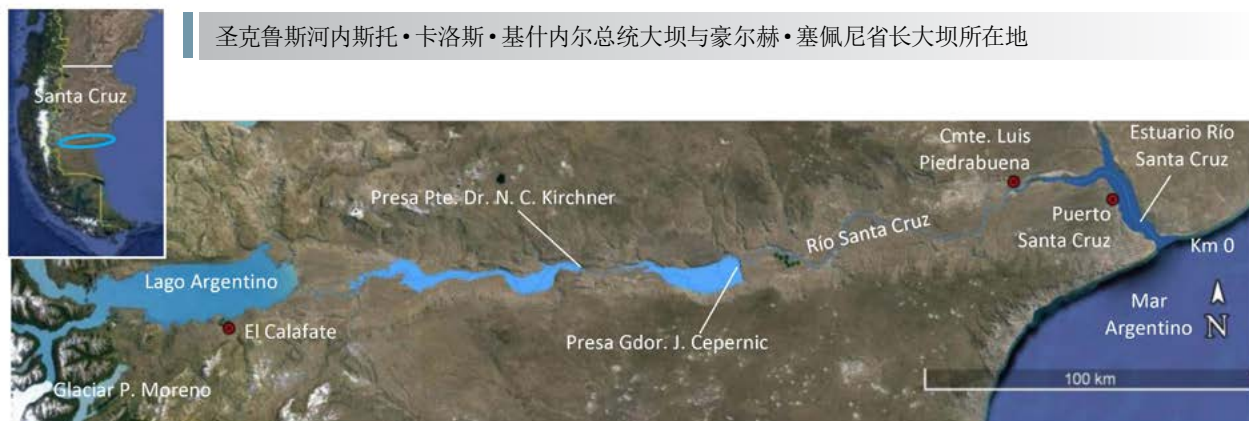 圣克鲁斯河内斯托•卡洛斯•基什内尔总统大坝与豪尔赫•塞佩尼省长大坝所在地
Santa Cruz
Cmte. Luis
Piedrabuena
Estuario Río
Santa Cruz
Presa Pte. Dr. N. C. Kirchner
Río Santa Cruz
Puerto
Santa Cruz
Km 0
Lago Argentino
El Calafate
Presa Gdor. J. Cepernic
Mar
Argentino
N
Glaciar P. Moreno
100 km